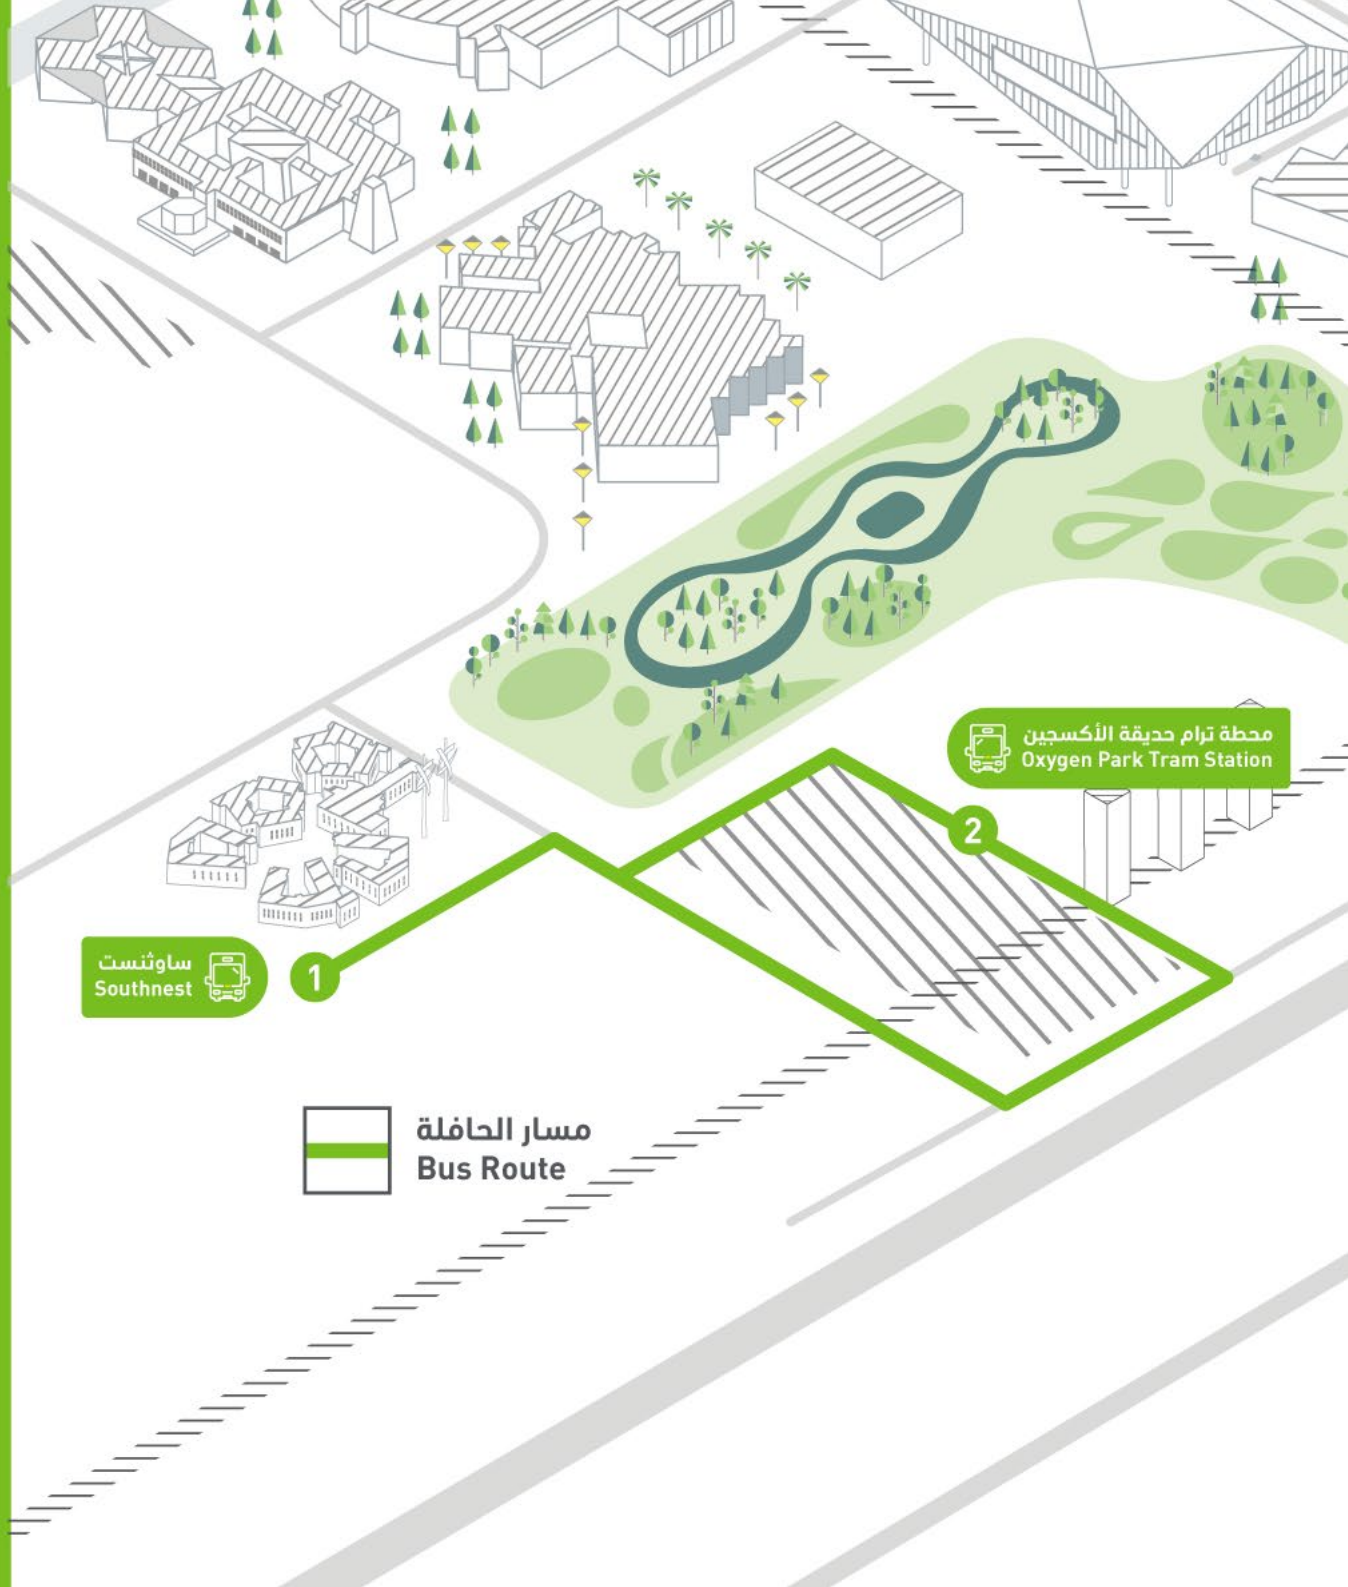 محطة ترام حديقة الأكسجين
Oxygen Park Tram Station
2
ساوثنست
Southnest
1
مسار الحافلة
Bus Route